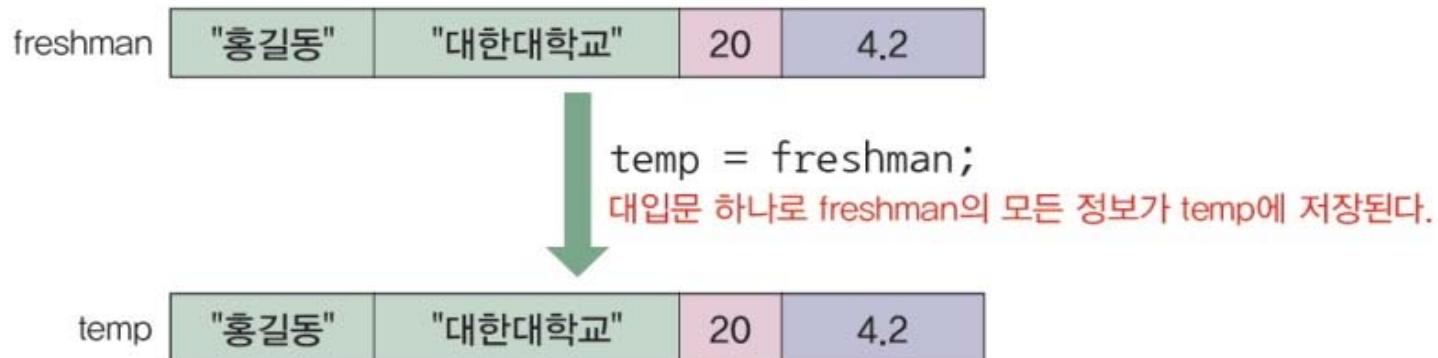 freshman "홍길동" "대한대학교" 20 4.2
temp = freshman;
대입문 하나로 freshman의 모든 정보가 temp에 저장된다.
temp "홍길동" "대한대학교" 20 4.2